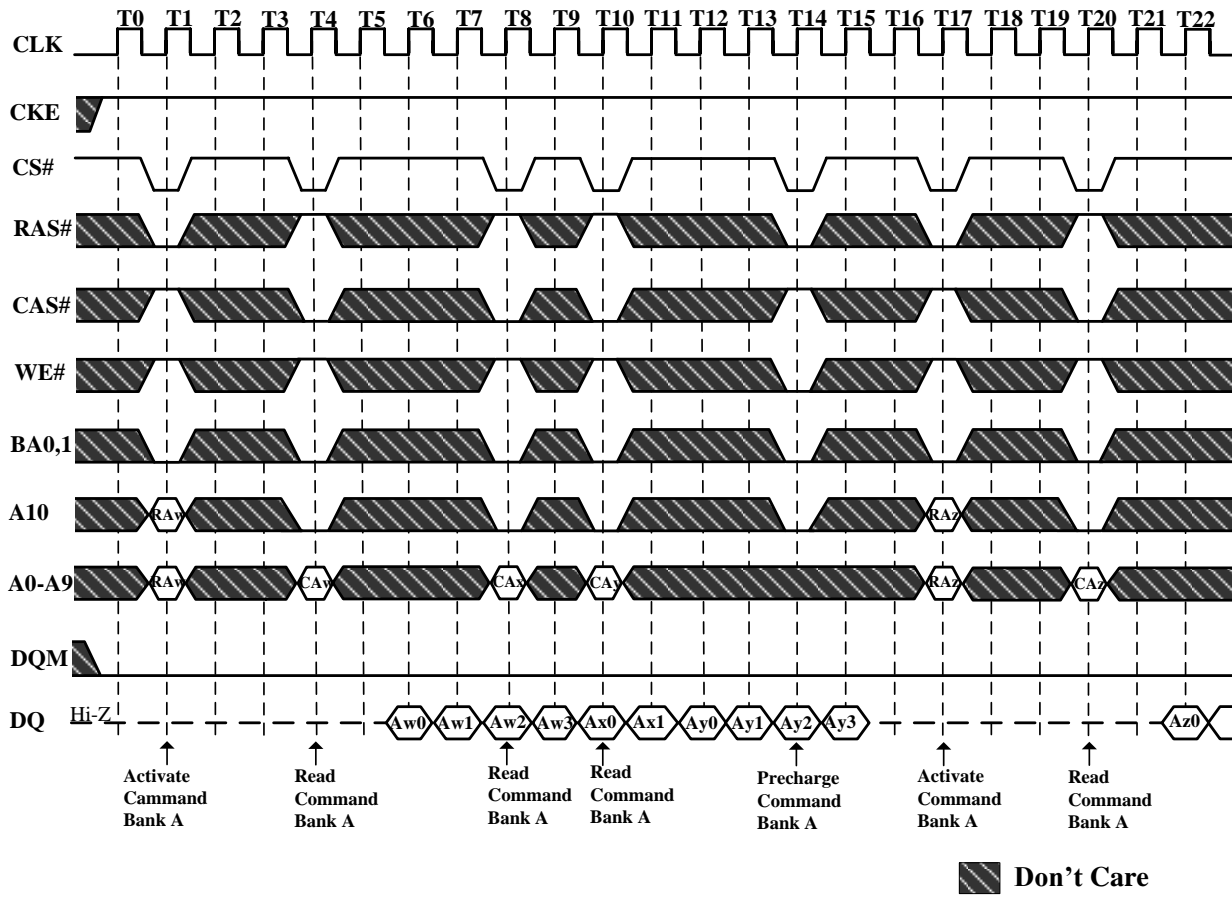 T0 T1 T2 T3 T4 T5 T6 T7 T8 T9 T10 T11 T12 T13 T14 T15 T16 T17 T18 T19 T20 T21 T22
CLK
CKE
CS#
RAS#
CAS#
WE#
BA0,1
A10 RAw RAz
A0-A9 RAw CAw CAx CAy RAz CAz
DQM
DQ Hi-Z Aw0 Aw1 Aw2 Aw3 Ax0 Ax1 Ay0 Ay1 Ay2 Ay3 Az0
Activate
Cammand
Bank A
Read
Command
Bank A
Read
Command
Bank A
Read
Command
Bank A
Precharge
Command
Bank A
Activate
Command
Bank A
Read
Command
Bank A
Don't Care